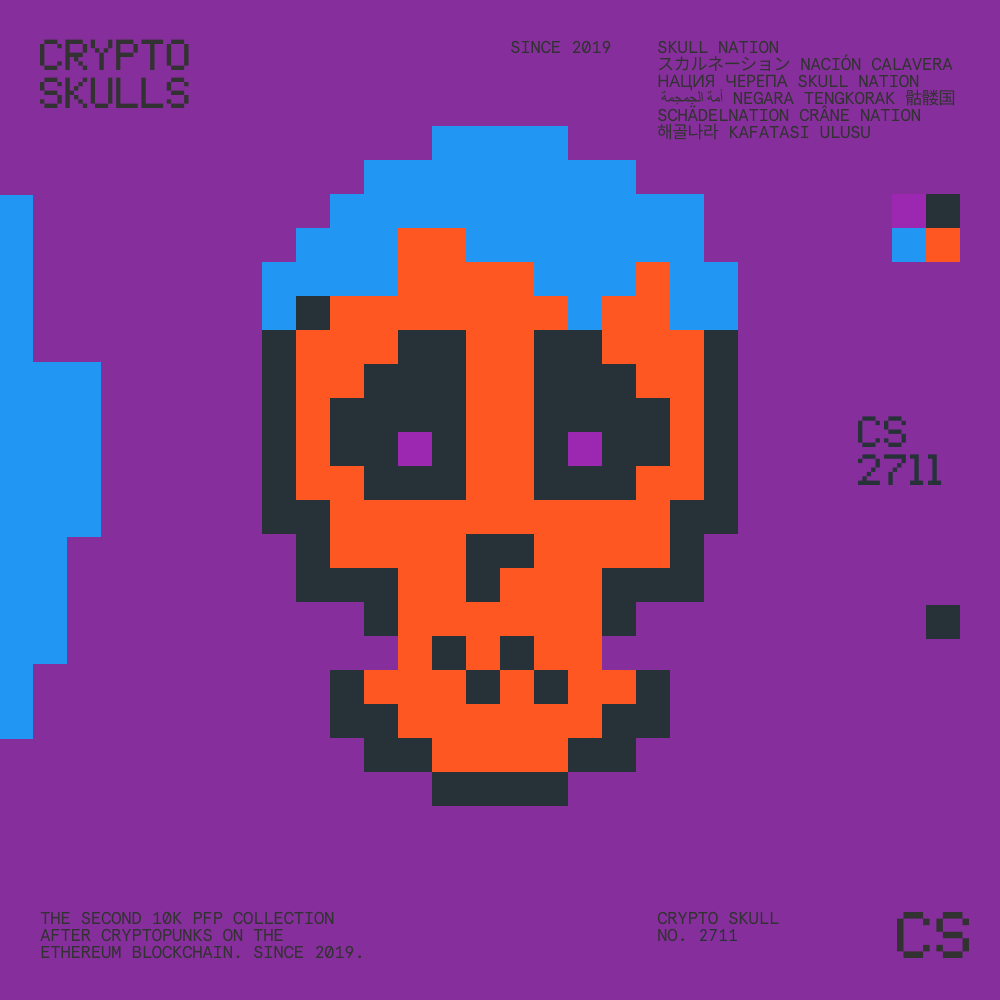 CRYPTO
SKULLS
SINCE 2019
SKULL NATION
スカルネーション NACIÓN CALAVERA
НАЦИЯ ЧЕРЕПА SKULL NATION
أمة الجمجمة NEGARA TENGKORAK 骷髅国
SCHÄDELNATION CRÂNE NATION
해골나라 KAFATASI ULUSU
CS
2711
THE SECOND 10K PFP COLLECTION
AFTER CRYPTOPUNKS ON THE
ETHEREUM BLOCKCHAIN. SINCE 2019.
CRYPTO SKULL
NO. 2711
CS